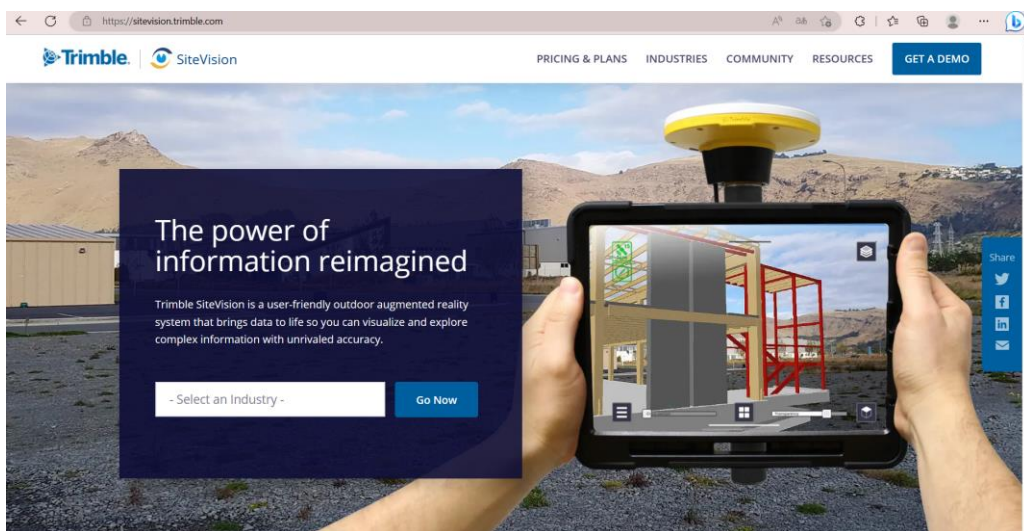 https://sitevision.trimble.com
Trimble. SiteVision
PRICING & PLANS INDUSTRIES COMMUNITY RESOURCES GET A DEMO
The power of
information reimagined
Trimble SiteVision is a user-friendly outdoor augmented reality
system that brings data to life so you can visualize and explore
complex information with unrivaled accuracy.
- Select an Industry - Go Now
Share